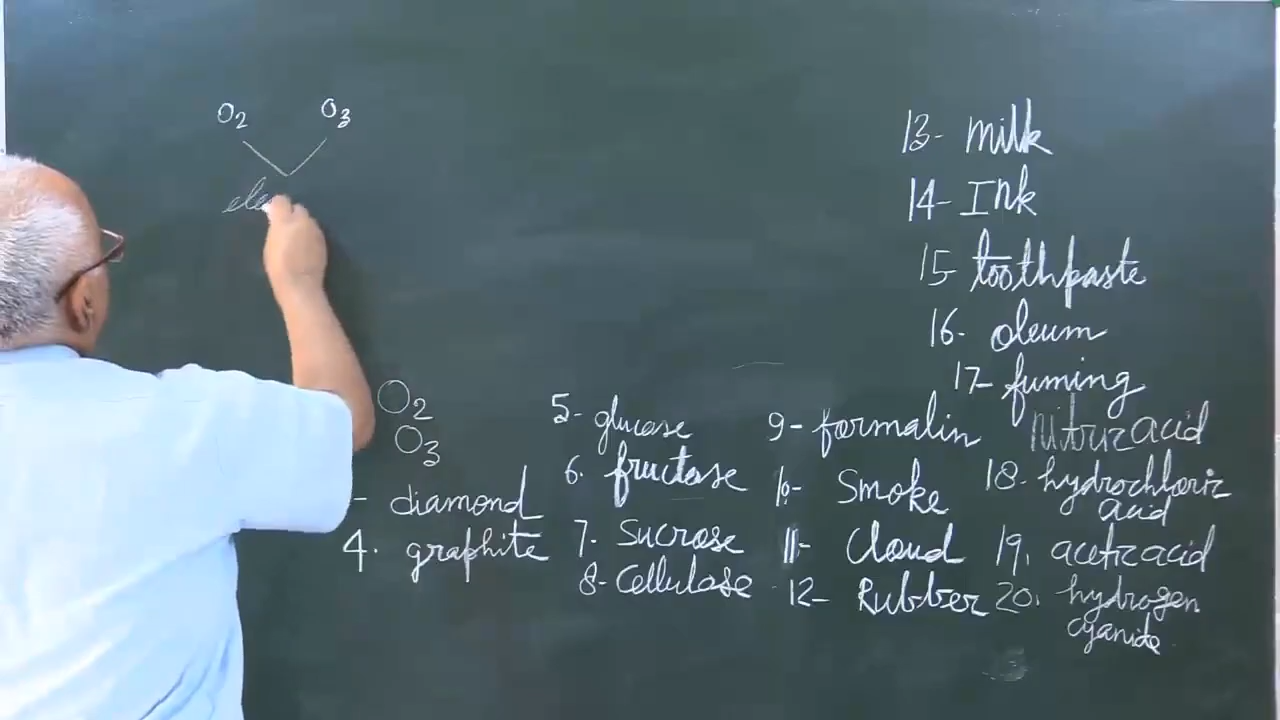 O2 O3
ele
O2
O3
- diamond
4. graphite
5- glucose
6. fructose
7- Sucrose
8- Cellulose
9- formalin
10- Smoke
11- Cloud
12- Rubber
13- milk
14- Ink
15- toothpaste
16- oleum
17- fuming
Nitric acid
18- hydrochloric
acid
19. acetic acid
20. hydrogen
cyanide